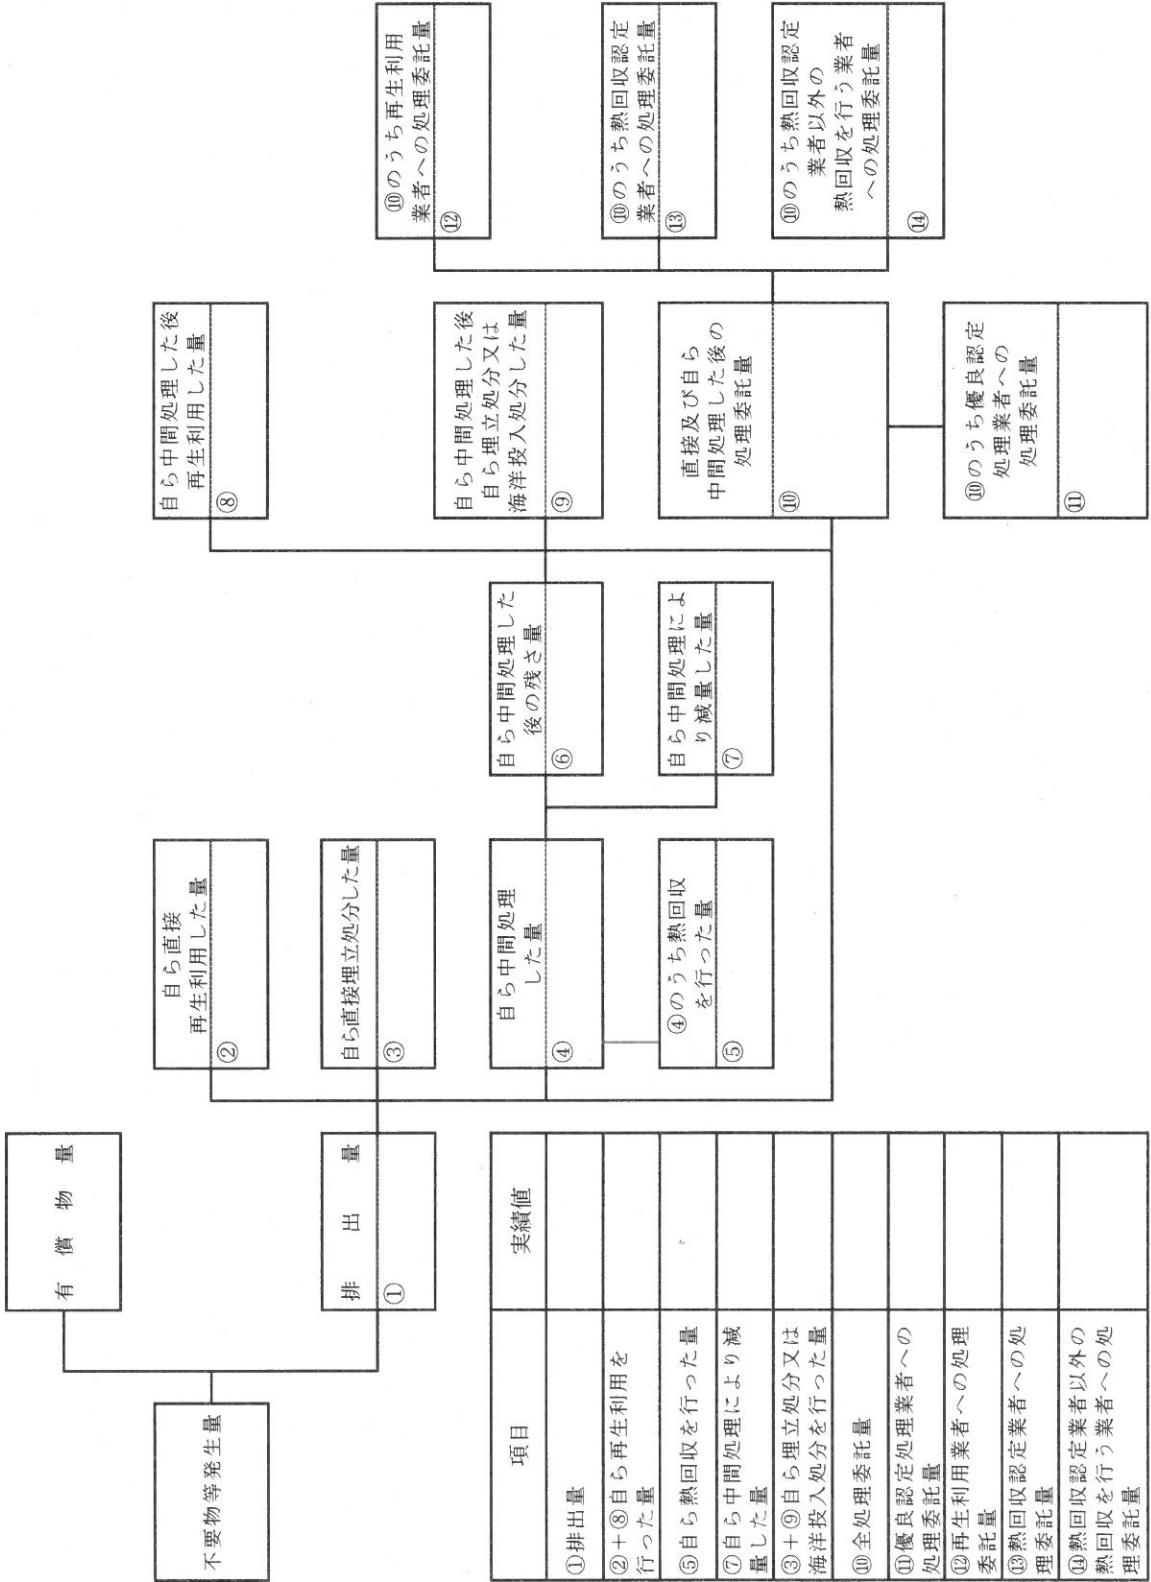 不要物等発生量
有償物量
排出量
①
自ら直接
再生利用した量
②
自ら直接埋立処分した量
③
自ら中間処理
した量
④
④のうち熱回収
を行った量
⑤
自ら中間処理した
後の残さ量
⑥
自ら中間処理によ
り減量した量
⑦
自ら中間処理した後
再生利用した量
⑧
自ら中間処理した後
自ら埋立処分又は
海洋投入処分した量
⑨
直接及び自ら
中間処理した後の
処理委託量
⑩
⑩のうち優良認定
処理業者への
処理委託量
⑪
⑩のうち再生利用
業者への処理委託量
⑫
⑩のうち熱回収認定
業者への処理委託量
⑬
⑩のうち熱回収認定
業者以外の
熱回収を行う業者
への処理委託量
⑭
項目
実績値
①排出量
②+⑧自ら再生利用を
行った量
⑤自ら熱回収を行った量
⑦自ら中間処理により減
量した量
③+⑨自ら埋立処分又は
海洋投入処分を行った量
⑩全処理委託量
⑪優良認定処理業者への
処理委託量
⑫再生利用業者への処理
委託量
⑬熱回収認定業者への処
理委託量
⑭熱回収認定業者以外の
熱回収を行う業者への処
理委託量